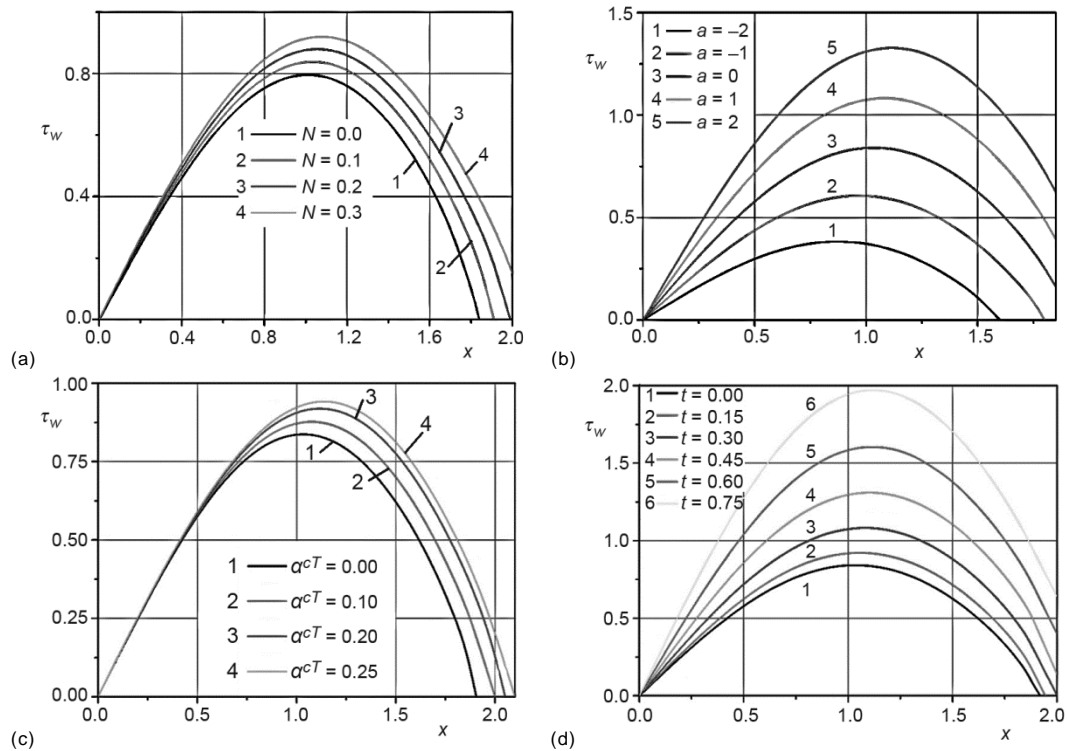 0.8
τw
0.4
0.0
1 N = 0.0
2 N = 0.1
3 N = 0.2
4 N = 0.3
3
4
1
2
0.0 0.4 0.8 1.2 1.6 2.0
x
(a)
1.5
τw
1.0
0.5
0.0
1 a = –2
2 a = –1
3 a = 0
4 a = 1
5 a = 2
5
4
3
2
1
0.0 0.5 1.0 1.5
x
(b)
1.00
τw
0.75
0.50
0.25
0.00
3
4
1
2
1 αcT = 0.00
2 αcT = 0.10
3 αcT = 0.20
4 αcT = 0.25
0.0 0.5 1.0 1.5 2.0
x
(c)
2.0
τw
1.5
1.0
0.5
0.0
1 t = 0.00
2 t = 0.15
3 t = 0.30
4 t = 0.45
5 t = 0.60
6 t = 0.75
6
5
4
3
2
1
0.0 0.5 1.0 1.5 2.0
x
(d)